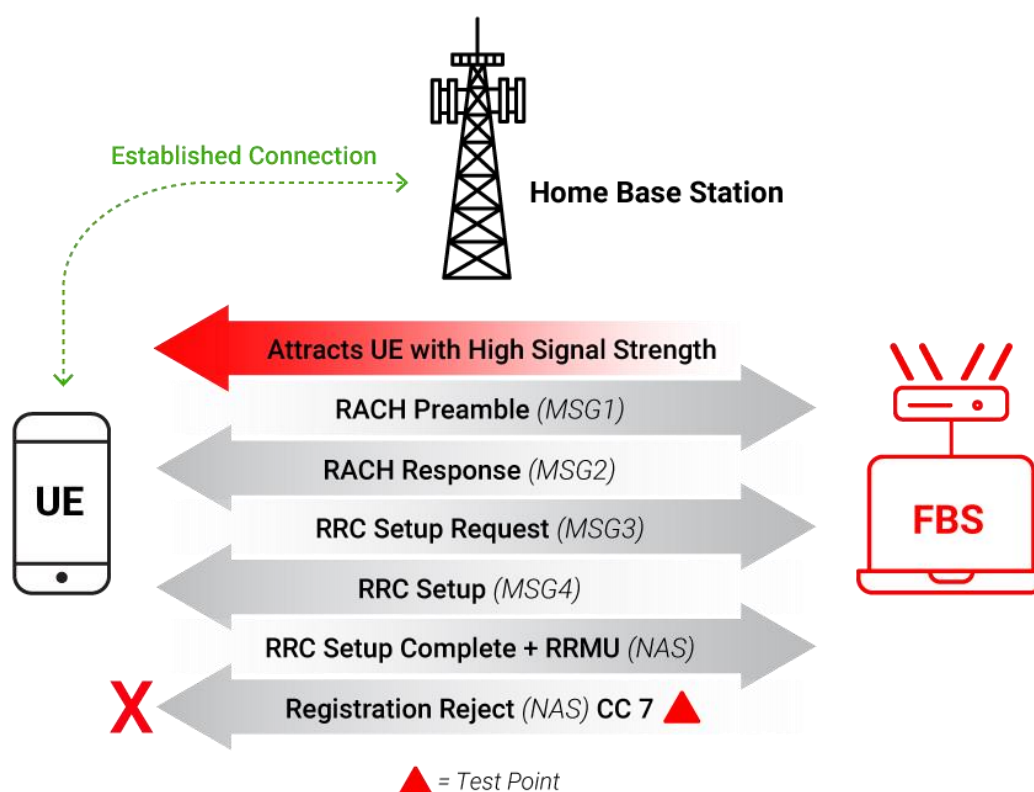 Established Connection
Home Base Station
Attracts UE with High Signal Strength
RACH Preamble (MSG1)
RACH Response (MSG2)
UE
FBS
RRC Setup Request (MSG3)
RRC Setup (MSG4)
RRC Setup Complete + RRMU (NAS)
X
Registration Reject (NAS) CC 7
= Test Point